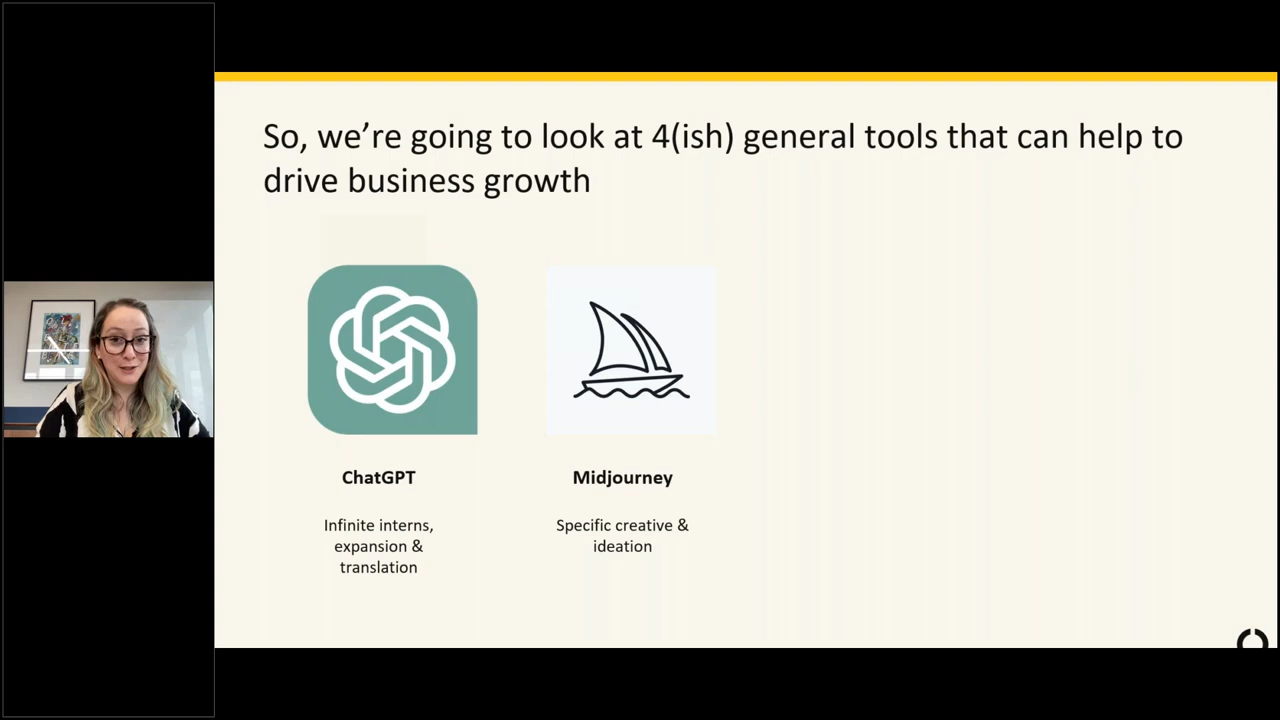 So, we’re going to look at 4(ish) general tools that can help to
drive business growth
ChatGPT
Infinite interns,
expansion &
translation
Midjourney
Specific creative &
ideation